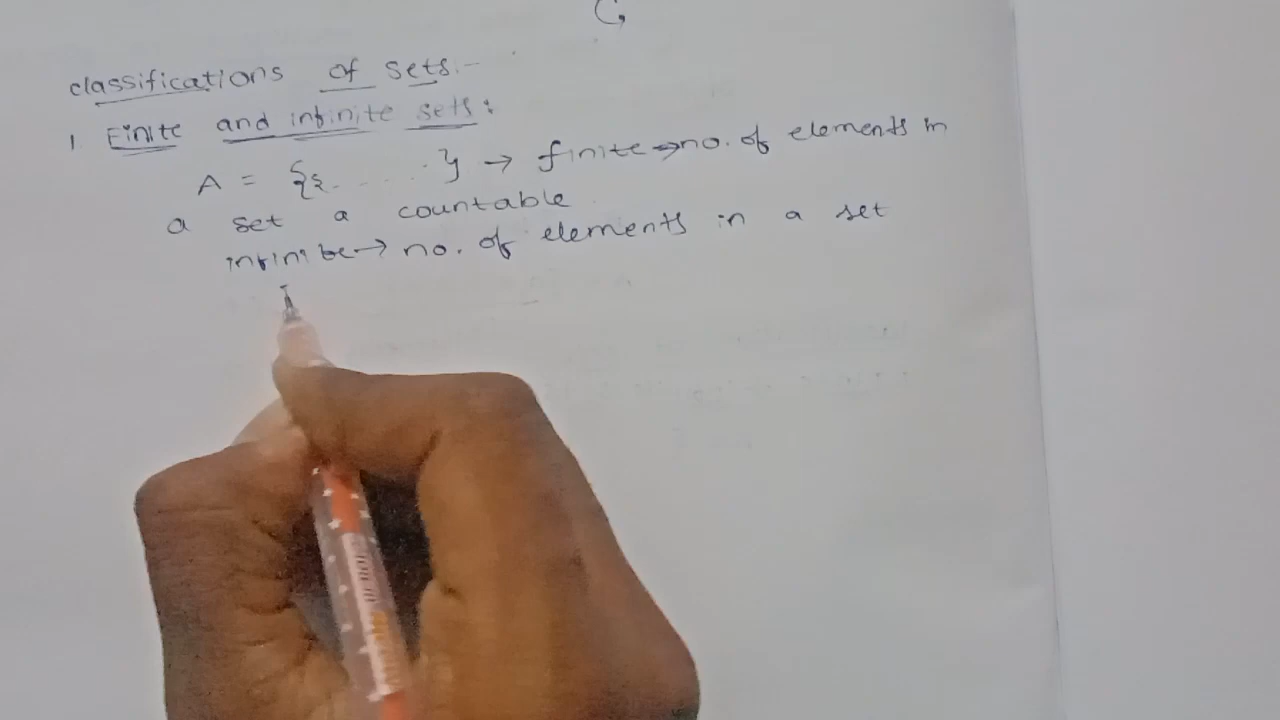 classifications of sets:-
1. Finite and infinite sets:
A = {2. . . . . . } → finite → no. of elements in
a set a countable
infinite → no. of elements in a set